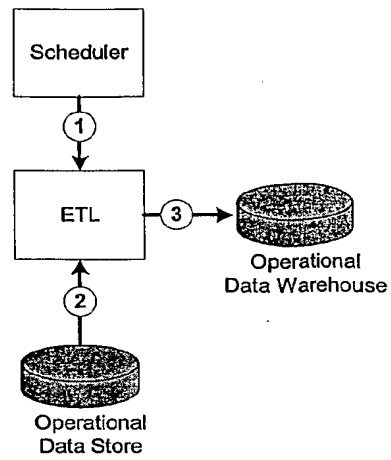 Scheduler
1
ETL
3
Operational
Data Warehouse
2
Operational
Data Store